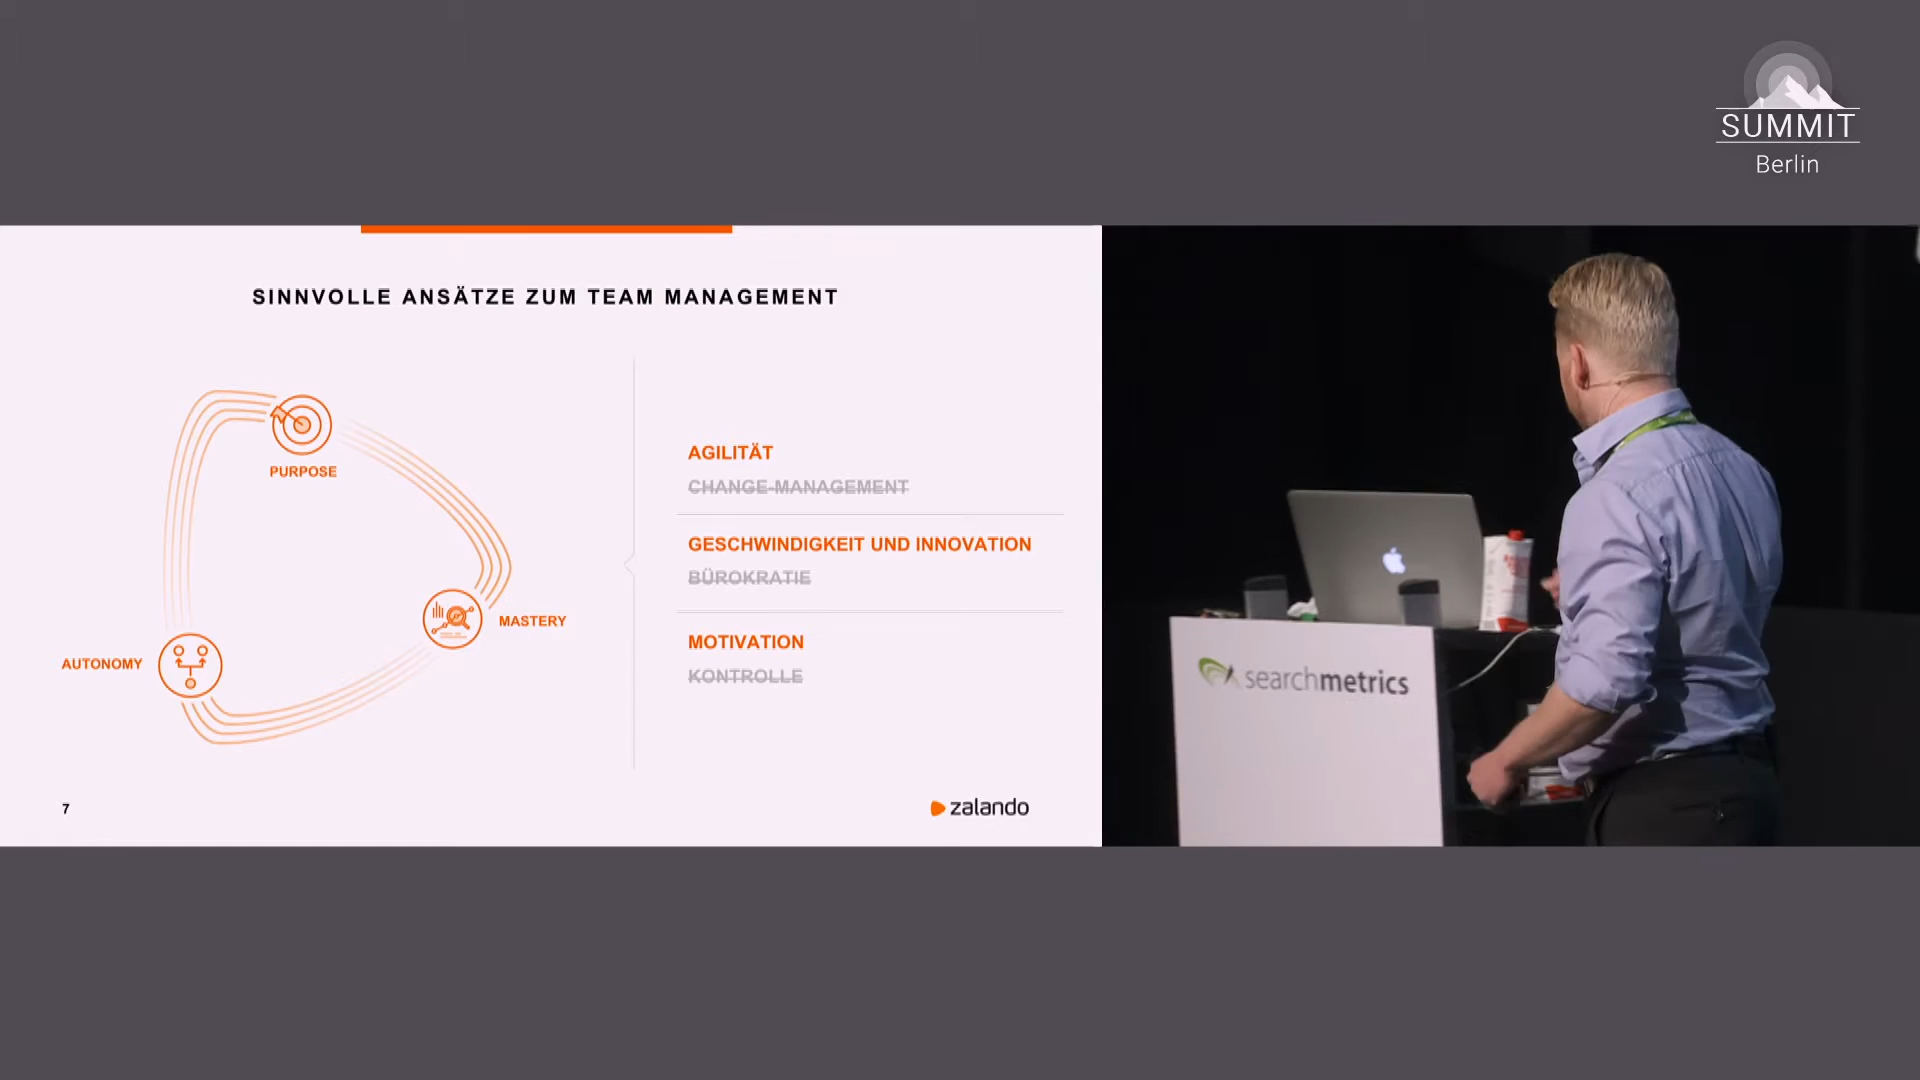 SUMMIT
Berlin
SINNVOLLE ANSÄTZE ZUM TEAM MANAGEMENT
PURPOSE
MASTERY
AUTONOMY
AGILITÄT
CHANGE-MANAGEMENT
GESCHWINDIGKEIT UND INNOVATION
BÜROKRATIE
MOTIVATION
KONTROLLE
7
zalando
searchmetrics